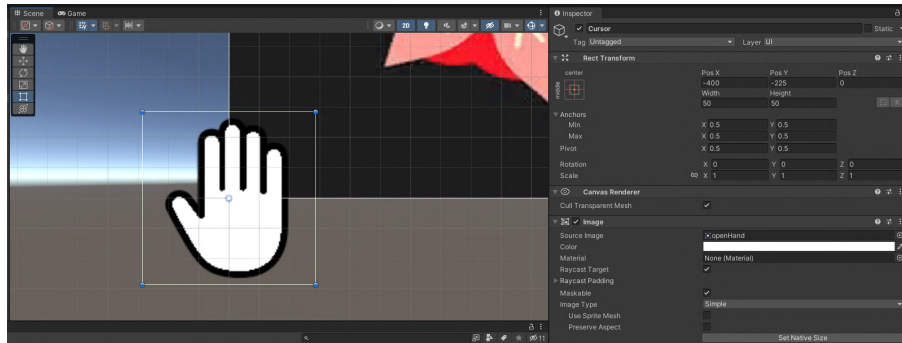 Scene Game
Inspector
2D
Cursor Static
Tag Untagged Layer UI
Rect Transform
center Pos X Pos Y Pos Z
-400 -225 0
middle Width Height
50 50
Anchors
Min X 0.5 Y 0.5
Max X 0.5 Y 0.5
Pivot X 0.5 Y 0.5
Rotation X 0 Y 0 Z 0
Scale X 1 Y 1 Z 1
Canvas Renderer
Cull Transparent Mesh
Image
Source Image openHand
Color
Material None (Material)
Raycast Target
Raycast Padding
Maskable
Image Type Simple
Use Sprite Mesh
Preserve Aspect
Set Native Size
11